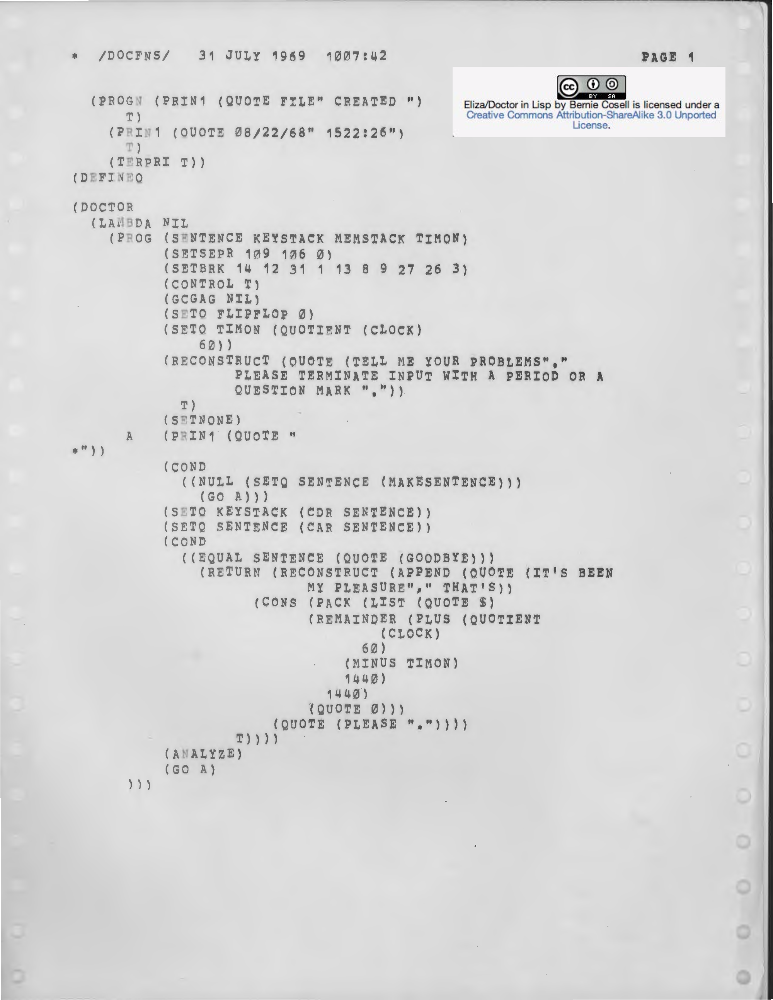 * /DOCFNS/ 31 JULY 1969 1007:42 PAGE 1
cc BY SA
Eliza/Doctor in Lisp by Bernie Cosell is licensed under a
Creative Commons Attribution-ShareAlike 3.0 Unported
License.
(PROGN (PRIN1 (QUOTE FILE" CREATED ")
T)
(PRIN1 (QUOTE 08/22/68" 1522:26")
T)
(TERPRI T))
(DEFINEQ
(DOCTOR
(LAMBDA NIL
(PROG (SENTENCE KEYSTACK MEMSTACK TIMON)
(SETSEPR 109 106 0)
(SETBRK 14 12 31 1 13 8 9 27 26 3)
(CONTROL T)
(GCGAG NIL)
(SETQ FLIPFLOP 0)
(SETQ TIMON (QUOTIENT (CLOCK)
60))
(RECONSTRUCT (QUOTE (TELL ME YOUR PROBLEMS","
PLEASE TERMINATE INPUT WITH A PERIOD OR A
QUESTION MARK "."))
T)
(SETNONE)
A (PRIN1 (QUOTE "
*"))
(COND
((NULL (SETQ SENTENCE (MAKESENTENCE)))
(GO A)))
(SETQ KEYSTACK (CDR SENTENCE))
(SETQ SENTENCE (CAR SENTENCE))
(COND
((EQUAL SENTENCE (QUOTE (GOODBYE)))
(RETURN (RECONSTRUCT (APPEND (QUOTE (IT'S BEEN
MY PLEASURE"," THAT'S))
(CONS (PACK (LIST (QUOTE $)
(REMAINDER (PLUS (QUOTIENT
(CLOCK)
60)
(MINUS TIMON)
1440)
1440)
(QUOTE 0)))
(QUOTE (PLEASE "."))))
T))))
(ANALYZE)
(GO A)
)))